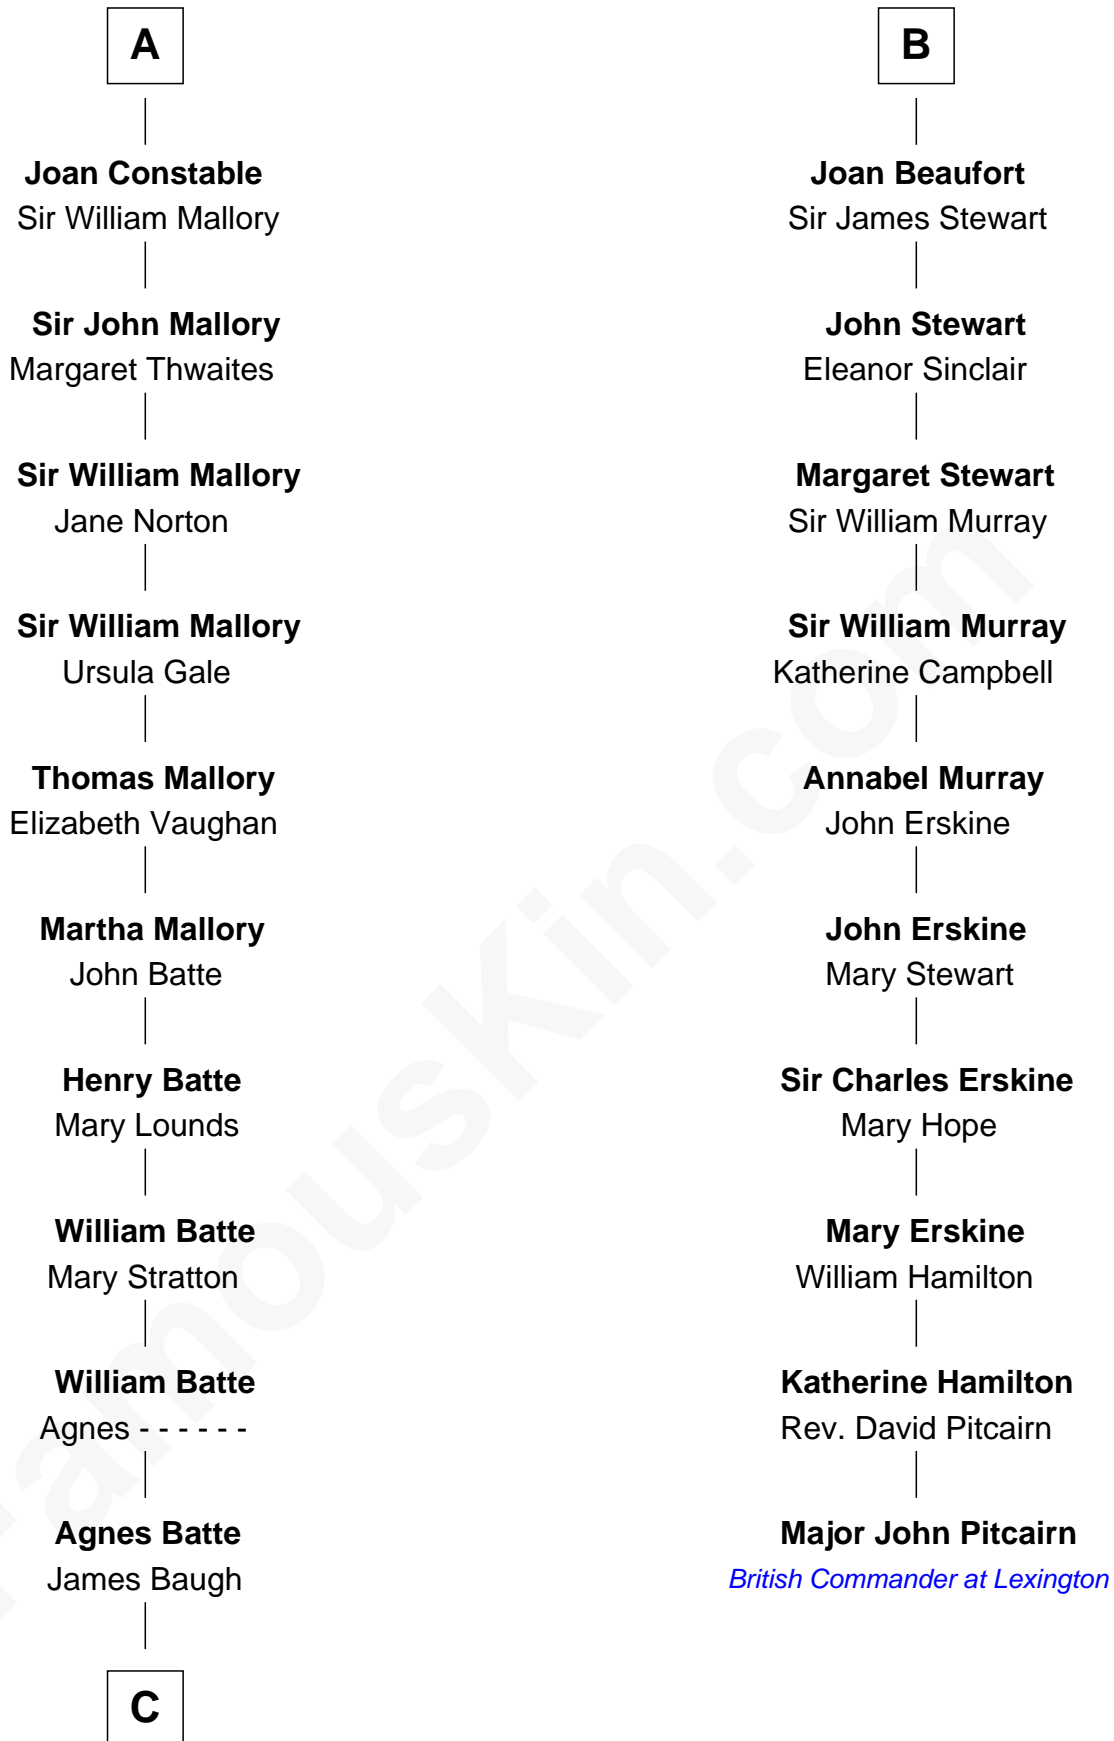 A
Joan Constable
Sir William Mallory
Sir John Mallory
Margaret Thwaites
Sir William Mallory
Jane Norton
Sir William Mallory
Ursula Gale
Thomas Mallory
Elizabeth Vaughan
Martha Mallory
John Batte
Henry Batte
Mary Lounds
William Batte
Mary Stratton
William Batte
Agnes - - - - - -
Agnes Batte
James Baugh
C
B
Joan Beaufort
Sir James Stewart
John Stewart
Eleanor Sinclair
Margaret Stewart
Sir William Murray
Sir William Murray
Katherine Campbell
Annabel Murray
John Erskine
John Erskine
Mary Stewart
Sir Charles Erskine
Mary Hope
Mary Erskine
William Hamilton
Katherine Hamilton
Rev. David Pitcairn
Major John Pitcairn
British Commander at Lexington
FamousKin.com